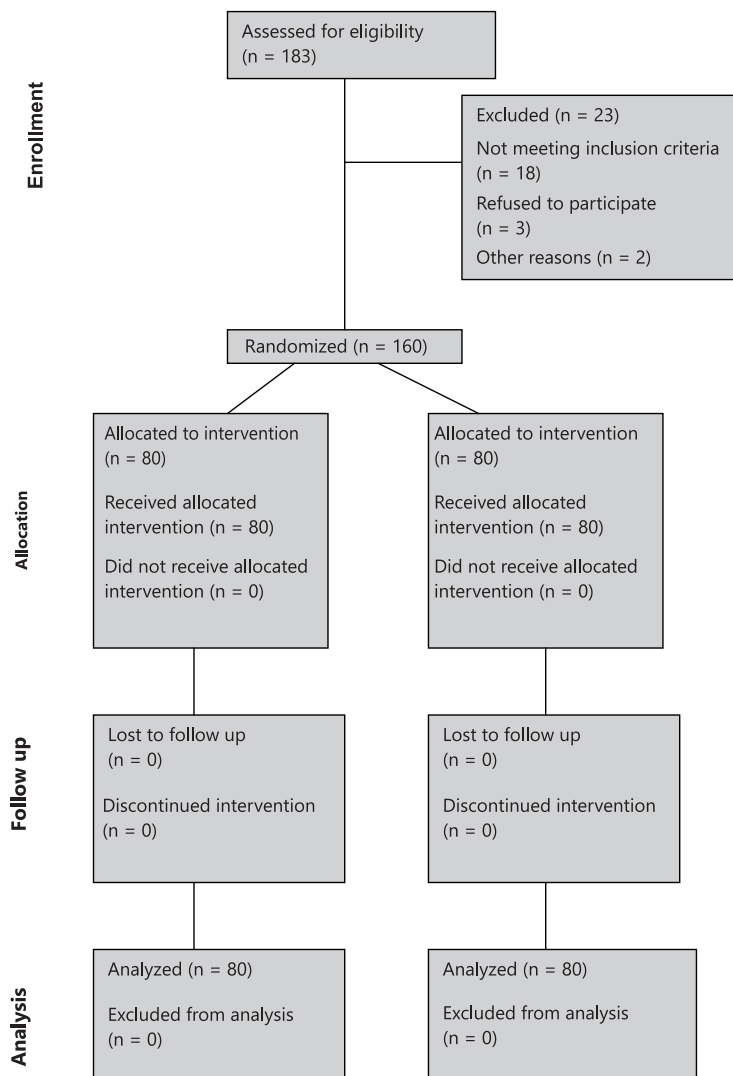 Enrollment
Assessed for eligibility
(n = 183)
Excluded (n = 23)
Not meeting inclusion criteria
(n = 18)
Refused to participate
(n = 3)
Other reasons (n = 2)
Randomized (n = 160)
Allocation
Allocated to intervention
(n = 80)
Received allocated
intervention (n = 80)
Did not receive allocated
intervention (n = 0)
Allocated to intervention
(n = 80)
Received allocated
intervention (n = 80)
Did not receive allocated
intervention (n = 0)
Follow up
Lost to follow up
(n = 0)
Discontinued intervention
(n = 0)
Lost to follow up
(n = 0)
Discontinued intervention
(n = 0)
Analysis
Analyzed (n = 80)
Excluded from analysis
(n = 0)
Analyzed (n = 80)
Excluded from analysis
(n = 0)